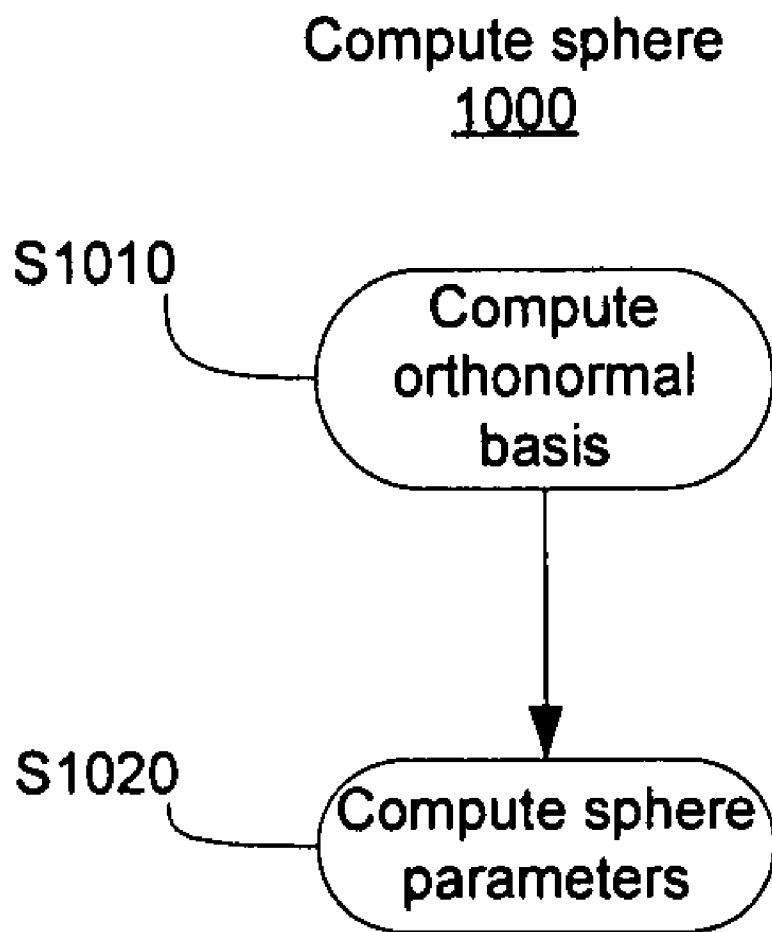 Compute sphere
1000
S1010
Compute
orthonormal
basis
S1020
Compute sphere
parameters